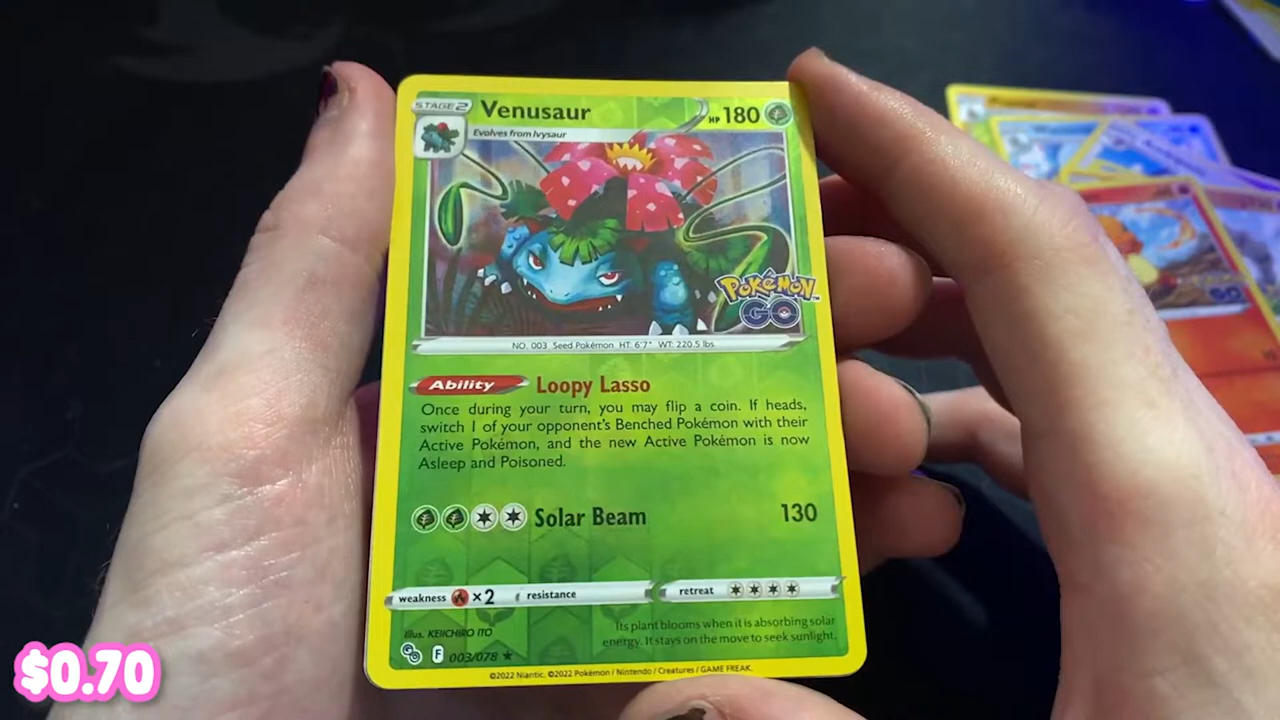 STAGE 2
Venusaur
HP 180
Evolves from Ivysaur
Pokémon
GO
NO. 003 Seed Pokémon HT: 6'7" WT: 220.5 lbs.
Ability Loopy Lasso
Once during your turn, you may flip a coin. If heads,
switch 1 of your opponent's Benched Pokémon with their
Active Pokémon, and the new Active Pokémon is now
Asleep and Poisoned.
Solar Beam 130
weakness ×2 resistance retreat
Its plant blooms when it is absorbing solar
energy. It stays on the move to seek sunlight.
Illus. KEIICHIRO ITO
F 003/078 ★
©2022 Niantic, ©2022 Pokémon / Nintendo / Creatures / GAME FREAK.
GO
$0.70